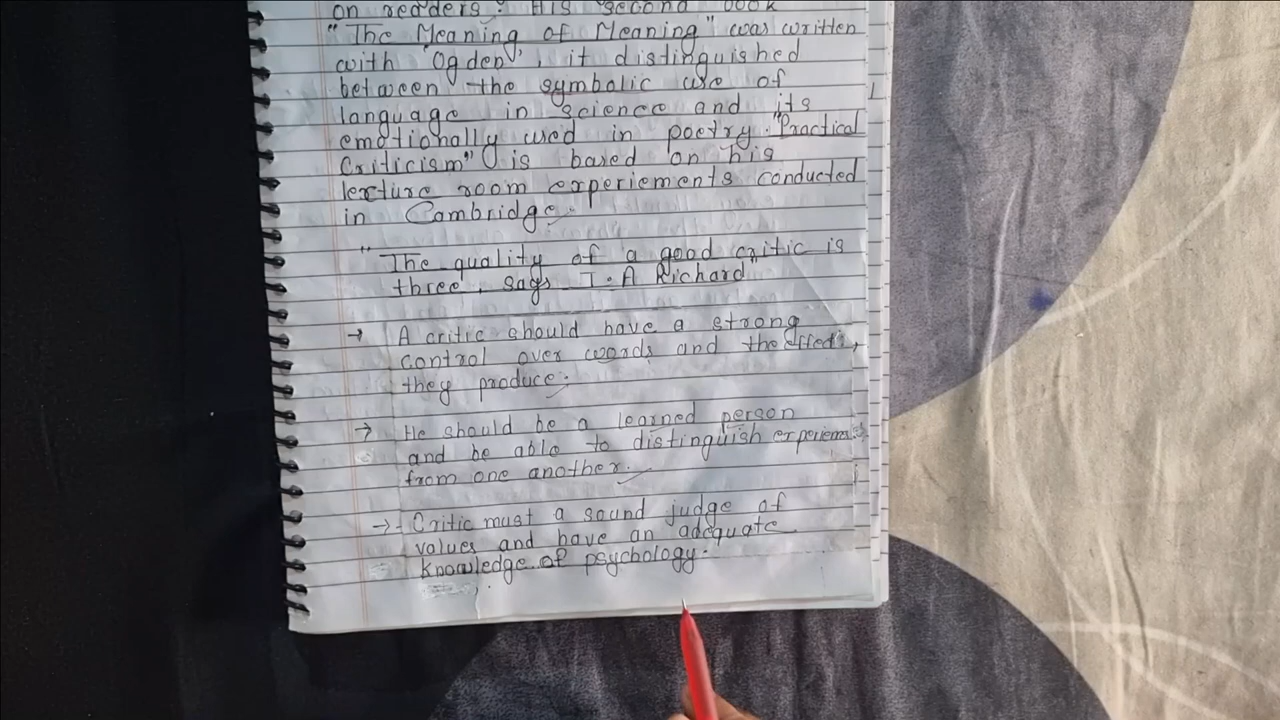 on readers. His second book
"The Meaning of Meaning" was written
with 'Ogden', it distinguished
between the symbolic use of
language in science and its
emotionally used in poetry. "Practical
Criticism" is based on his
lecture room experiements conducted
in Cambridge.
"The quality of a good critic is
three, says I.A Richard"
→ A critic should have a strong
control over words and the effects,
they produce.
→ He should be a learned person
and be able to distinguish experiences
from one another.
→ Critic must a sound judge of
values and have an adequate
knowledge of psychology.